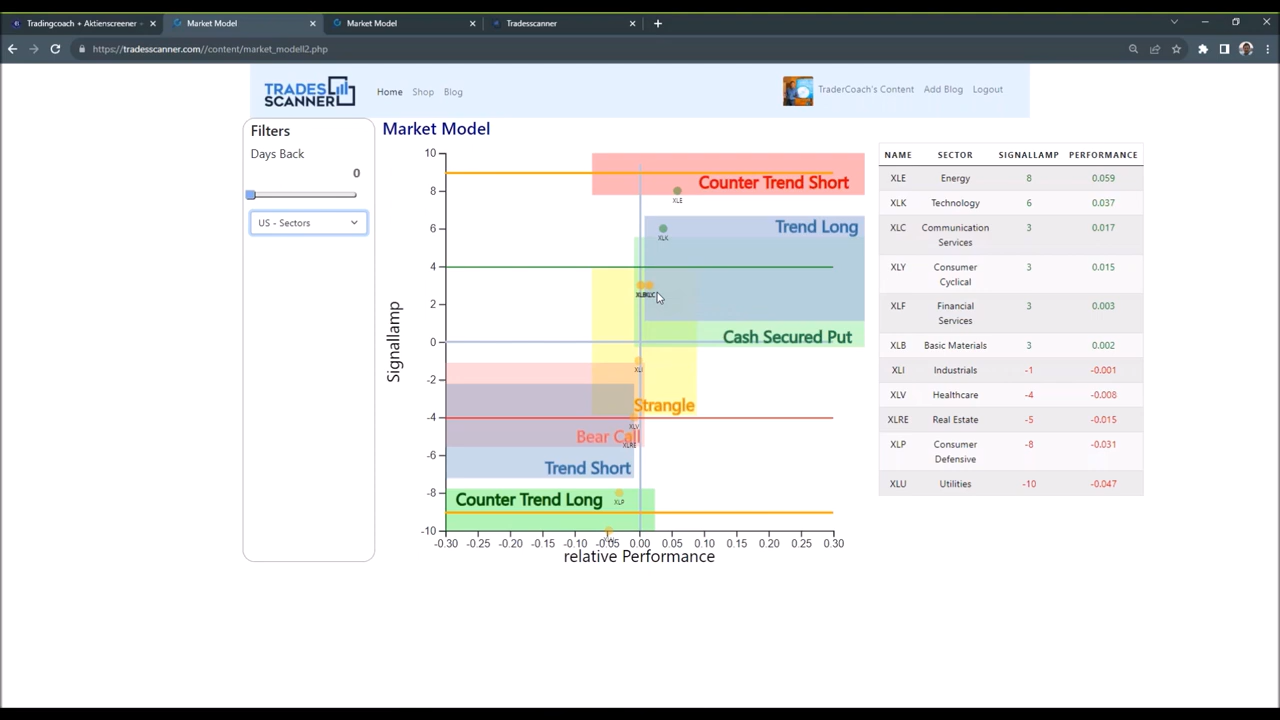 Tradingcoach + Aktienscreener -
Market Model
Market Model
Tradesscanner
https://tradesscanner.com//content/market_modell2.php
TRADES
SCANNER
Home
Shop
Blog
TraderCoach's Content
Add Blog
Logout
Filters
Days Back
0
US - Sectors
Market Model
10
8
6
4
2
0
-2
-4
-6
-8
-10
Signallamp
Counter Trend Short
XLE
Trend Long
XLK
XLC
Cash Secured Put
XLI
Strangle
XLV
Bear Call
XLRE
Trend Short
Counter Trend Long
XLP
-0.30 -0.25 -0.20 -0.15 -0.10 -0.05 0.00 0.05 0.10 0.15 0.20 0.25 0.30
relative Performance
NAME SECTOR SIGNALLAMP PERFORMANCE
XLE Energy 8 0.059
XLK Technology 6 0.037
XLC Communication Services 3 0.017
XLY Consumer Cyclical 3 0.015
XLF Financial Services 3 0.003
XLB Basic Materials 3 0.002
XLI Industrials -1 -0.001
XLV Healthcare -4 -0.008
XLRE Real Estate -5 -0.015
XLP Consumer Defensive -8 -0.031
XLU Utilities -10 -0.047